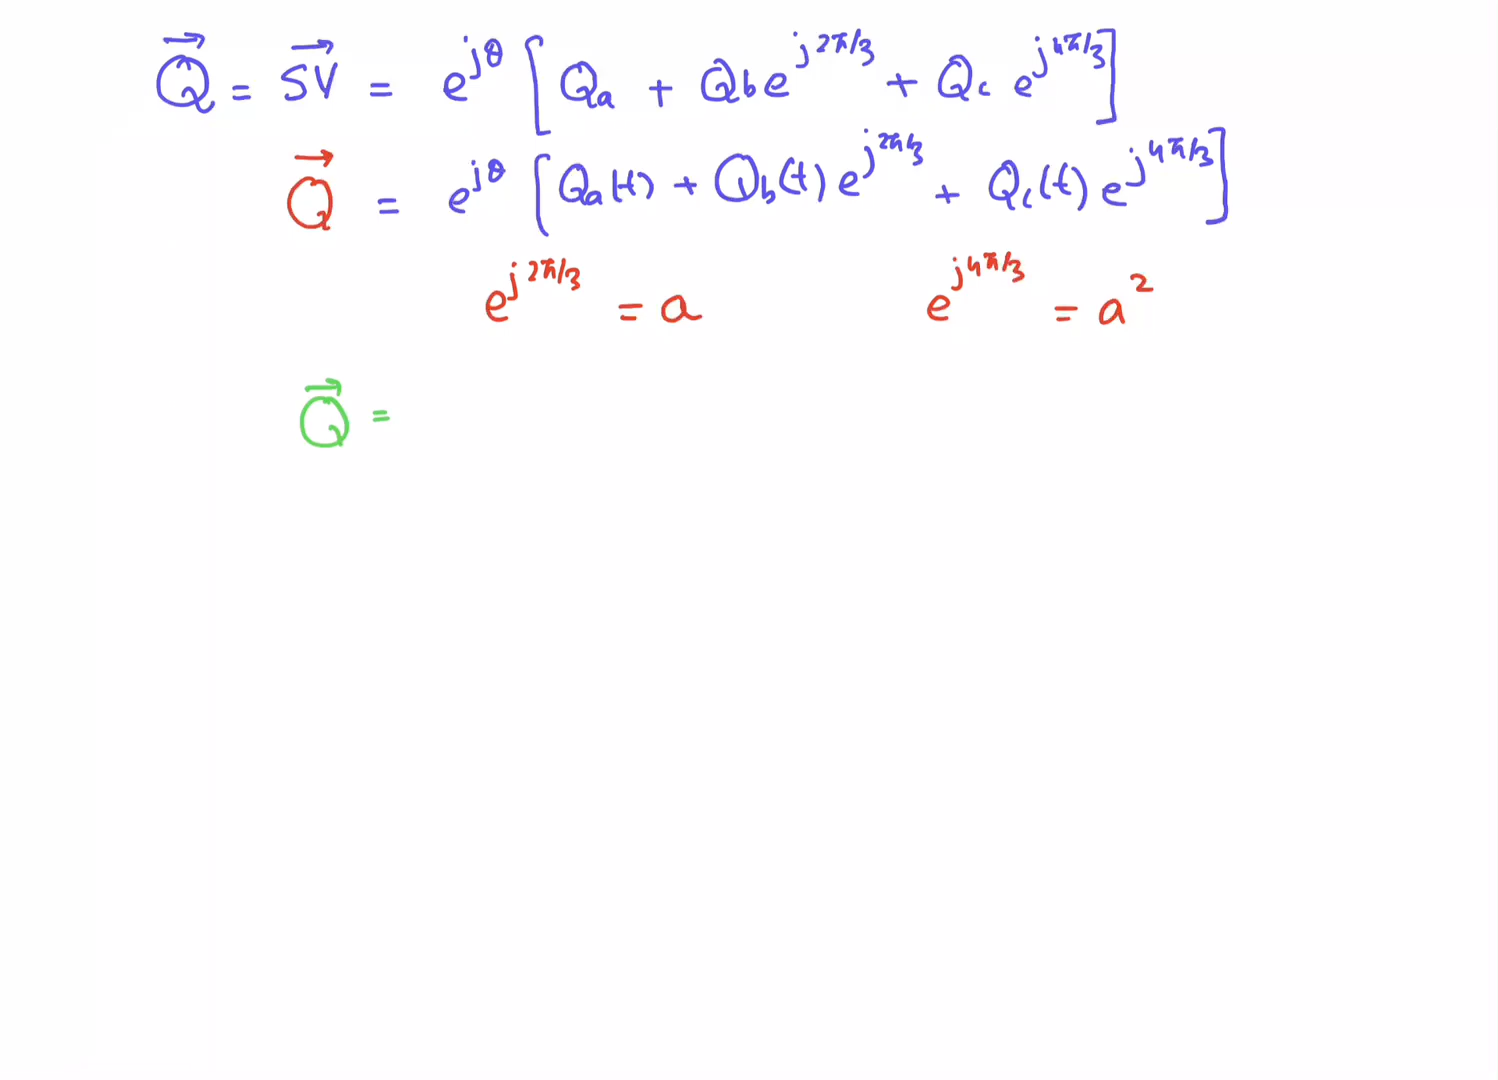 Q⃗ = SV⃗ = e^{jθ} [Qa + Qb e^{j2π/3} + Qc e^{j4π/3}]
Q⃗ = e^{jθ} [Qa(t) + Qb(t) e^{j2π/3} + Qc(t) e^{j4π/3}]
e^{j2π/3} = a e^{j4π/3} = a²
Q⃗ =